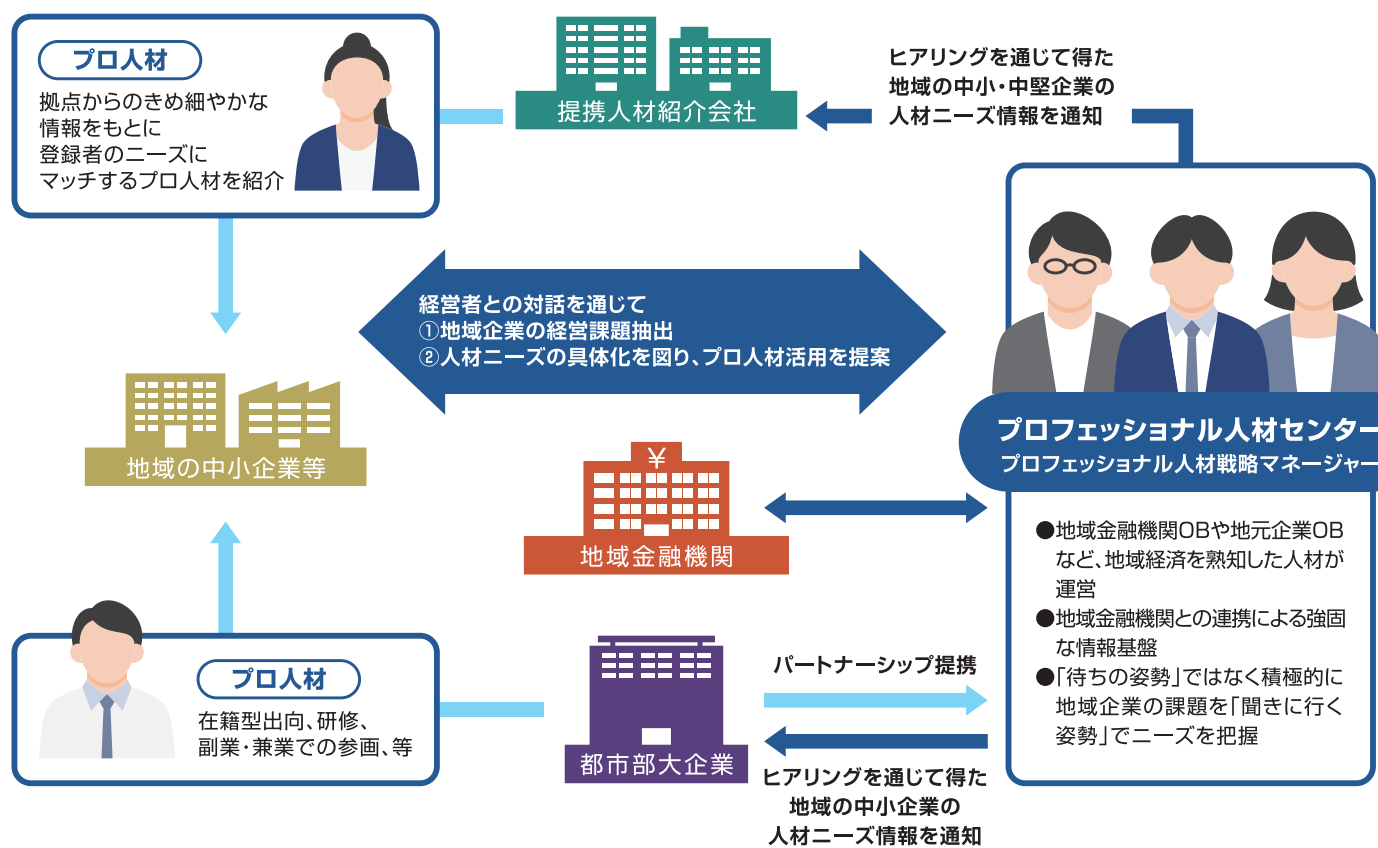 プロ人材
拠点からのきめ細やかな
情報をもとに
登録者のニーズに
マッチするプロ人材を紹介
提携人材紹介会社
ヒアリングを通じて得た
地域の中小・中堅企業の
人材ニーズ情報を通知
経営者との対話を通じて
①地域企業の経営課題抽出
②人材ニーズの具体化を図り、プロ人材活用を提案
地域の中小企業等
¥
地域金融機関
プロフェッショナル人材センター
プロフェッショナル人材戦略マネージャー
●地域金融機関OBや地元企業OB
など、地域経済を熟知した人材が
運営
●地域金融機関との連携による強固
な情報基盤
●「待ちの姿勢」ではなく積極的に
地域企業の課題を「聞きに行く
姿勢」でニーズを把握
プロ人材
在籍型出向、研修、
副業・兼業での参画、等
都市部大企業
パートナーシップ提携
ヒアリングを通じて得た
地域の中小企業の
人材ニーズ情報を通知